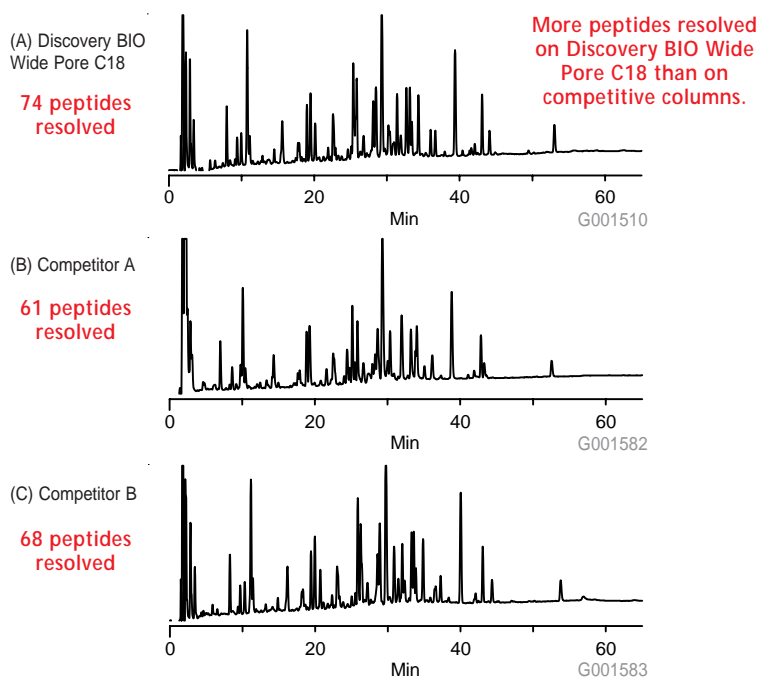 (A) Discovery BIO
Wide Pore C18
74 peptides
resolved
More peptides resolved
on Discovery BIO Wide
Pore C18 than on
competitive columns.
0 20 40 60
Min
G001510
(B) Competitor A
61 peptides
resolved
0 20 40 60
Min
G001582
(C) Competitor B
68 peptides
resolved
0 20 40 60
Min
G001583